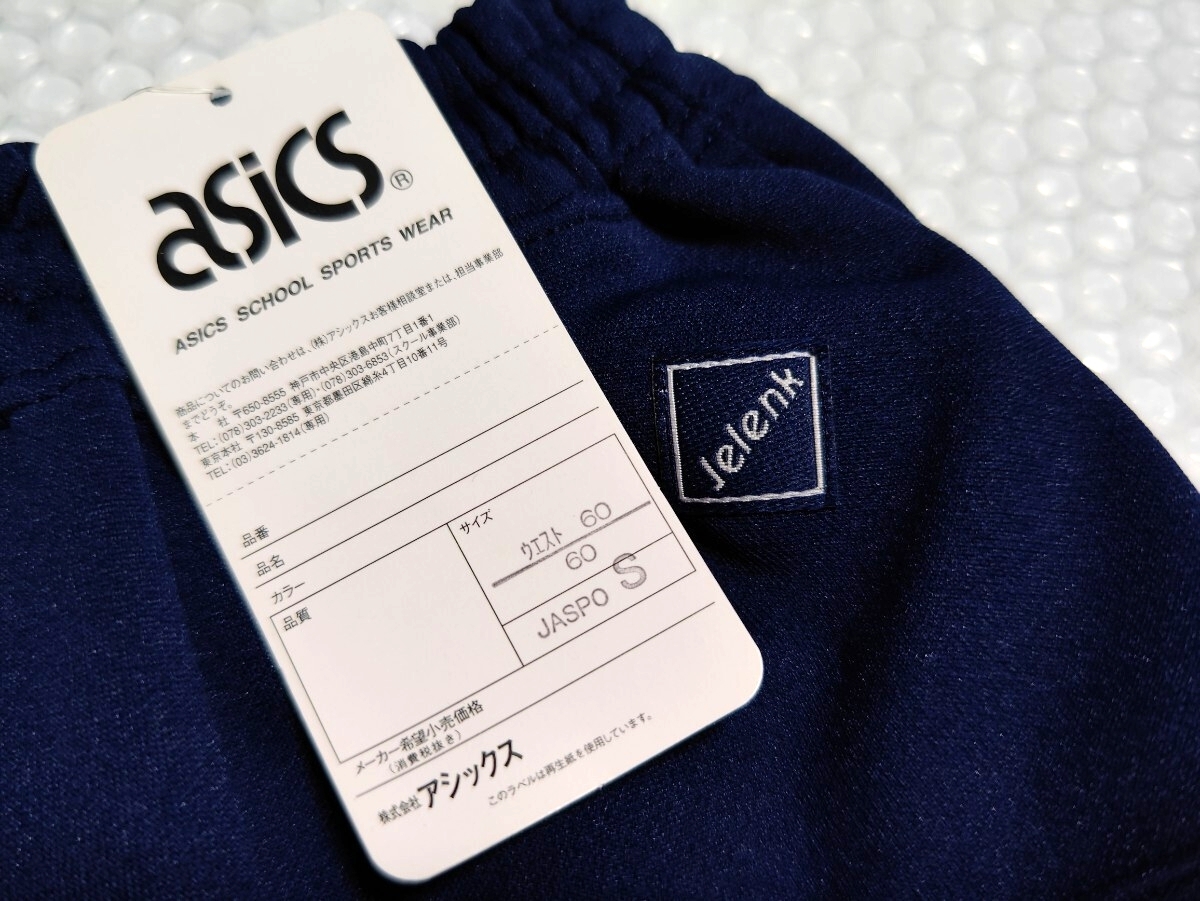 asics®
ASICS SCHOOL SPORTS WEAR
商品についてのお問い合わせは、(株)アシックスお客様相談室または、担当事業部
までどうぞ。
本 社 〒650-8555 神戸市中央区港島中町7丁目1番1
TEL:(078)303-2233(専用)・(078)303-6853(スクール事業部)
東京本社 〒130-8585 東京都墨田区錦糸4丁目10番11号
TEL:(03)3624-1814(専用)
品番
品名
カラー
品質
サイズ
ウエスト 60
60
JASPO S
メーカー希望小売価格
(消費税抜き)
株式会社アシックス
このラベルは再生紙を使用しています。
Jelenk